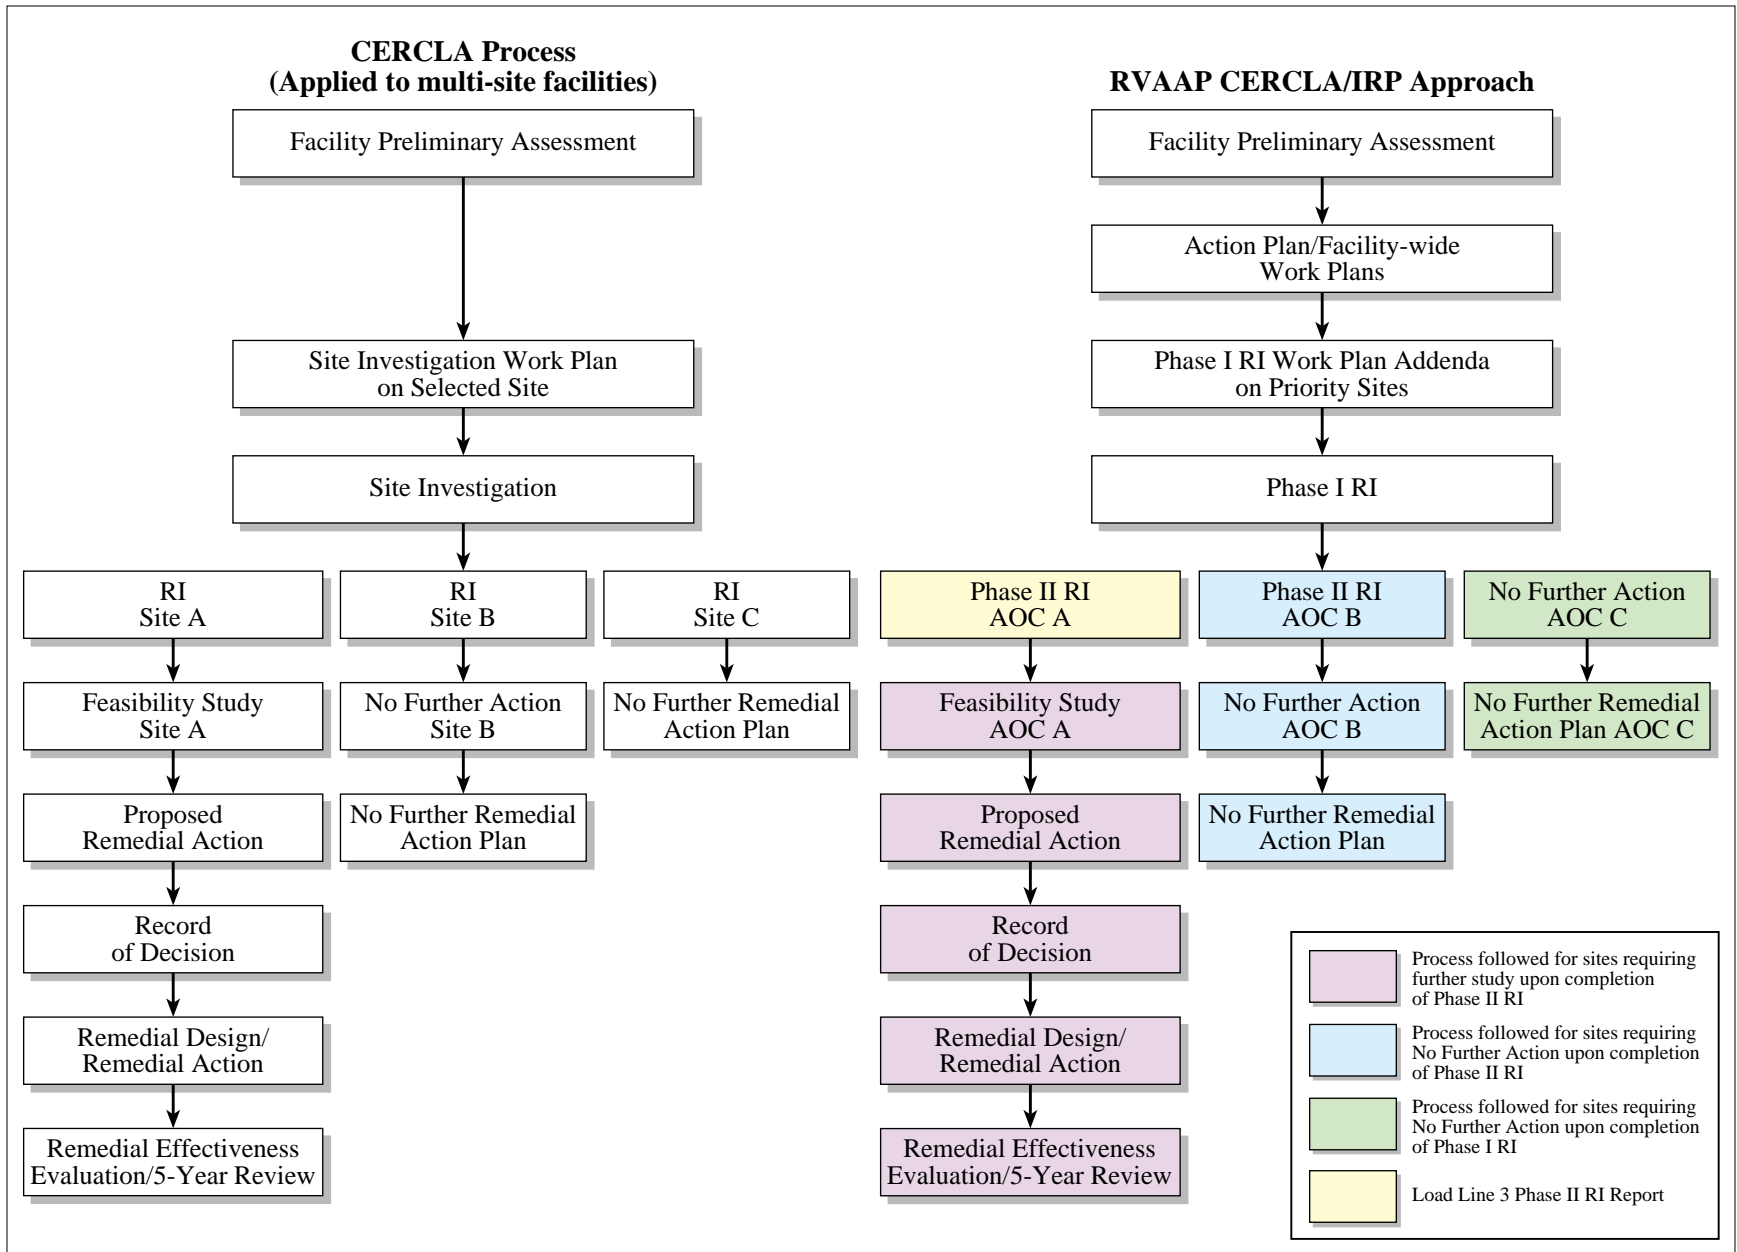 CERCLA Process
(Applied to multi-site facilities)
Facility Preliminary Assessment
Site Investigation Work Plan
on Selected Site
Site Investigation
RI
Site A
RI
Site B
RI
Site C
Feasibility Study
Site A
No Further Action
Site B
No Further Remedial
Action Plan
Proposed
Remedial Action
No Further Remedial
Action Plan
Record
of Decision
Remedial Design/
Remedial Action
Remedial Effectiveness
Evaluation/5-Year Review
RVAAP CERCLA/IRP Approach
Facility Preliminary Assessment
Action Plan/Facility-wide
Work Plans
Phase I RI Work Plan Addenda
on Priority Sites
Phase I RI
Phase II RI
AOC A
Phase II RI
AOC B
No Further Action
AOC C
Feasibility Study
AOC A
No Further Action
AOC B
No Further Remedial
Action Plan AOC C
Proposed
Remedial Action
No Further Remedial
Action Plan
Record
of Decision
Remedial Design/
Remedial Action
Remedial Effectiveness
Evaluation/5-Year Review
Process followed for sites requiring
further study upon completion
of Phase II RI
Process followed for sites requiring
No Further Action upon completion
of Phase II RI
Process followed for sites requiring
No Further Action upon completion
of Phase I RI
Load Line 3 Phase II RI Report